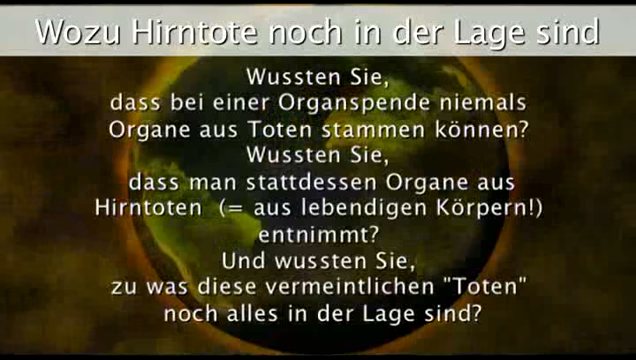 Wozu Hirntote noch in der Lage sind
Wussten Sie,
dass bei einer Organspende niemals
Organe aus Toten stammen können?
Wussten Sie,
dass man stattdessen Organe aus
Hirntoten (= aus lebendigen Körpern!)
entnimmt?
Und wussten Sie,
zu was diese vermeintlichen "Toten"
noch alles in der Lage sind?